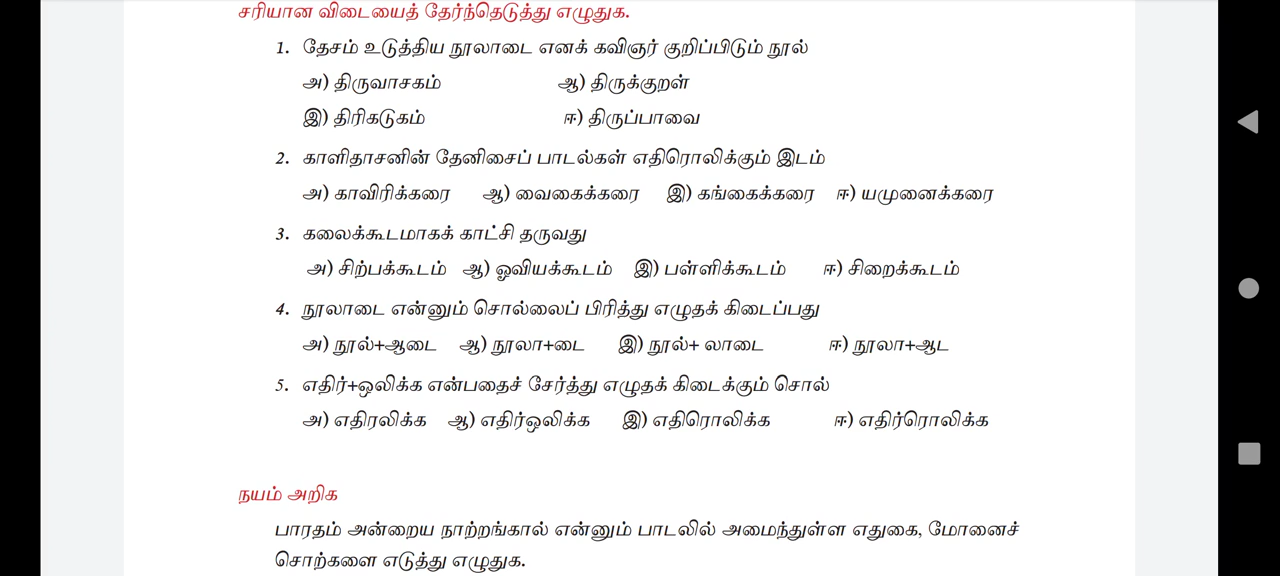 சரியான விடையைத் தேர்ந்தெடுத்து எழுதுக.
1. தேசம் உடுத்திய நூலாடை எனக் கவிஞர் குறிப்பிடும் நூல்
அ) திருவாசகம் ஆ) திருக்குறள்
இ) திரிகடுகம் ஈ) திருப்பாவை
2. காளிதாசனின் தேனிசைப் பாடல்கள் எதிரொலிக்கும் இடம்
அ) காவிரிக்கரை ஆ) வைகைக்கரை இ) கங்கைக்கரை ஈ) யமுனைக்கரை
3. கலைக்கூடமாகக் காட்சி தருவது
அ) சிற்பக்கூடம் ஆ) ஓவியக்கூடம் இ) பள்ளிக்கூடம் ஈ) சிறைக்கூடம்
4. நூலாடை என்னும் சொல்லைப் பிரித்து எழுதக் கிடைப்பது
அ) நூல்+ஆடை ஆ) நூலா+டை இ) நூல்+ லாடை ஈ) நூலா+ஆட
5. எதிர்+ஒலிக்க என்பதைச் சேர்த்து எழுதக் கிடைக்கும் சொல்
அ) எதிரலிக்க ஆ) எதிர்ஒலிக்க இ) எதிரொலிக்க ஈ) எதிர்ரொலிக்க
நயம் அறிக
பாரதம் அன்றைய நாற்றங்கால் என்னும் பாடலில் அமைந்துள்ள எதுகை, மோனைச்
சொற்களை எடுத்து எழுதுக.